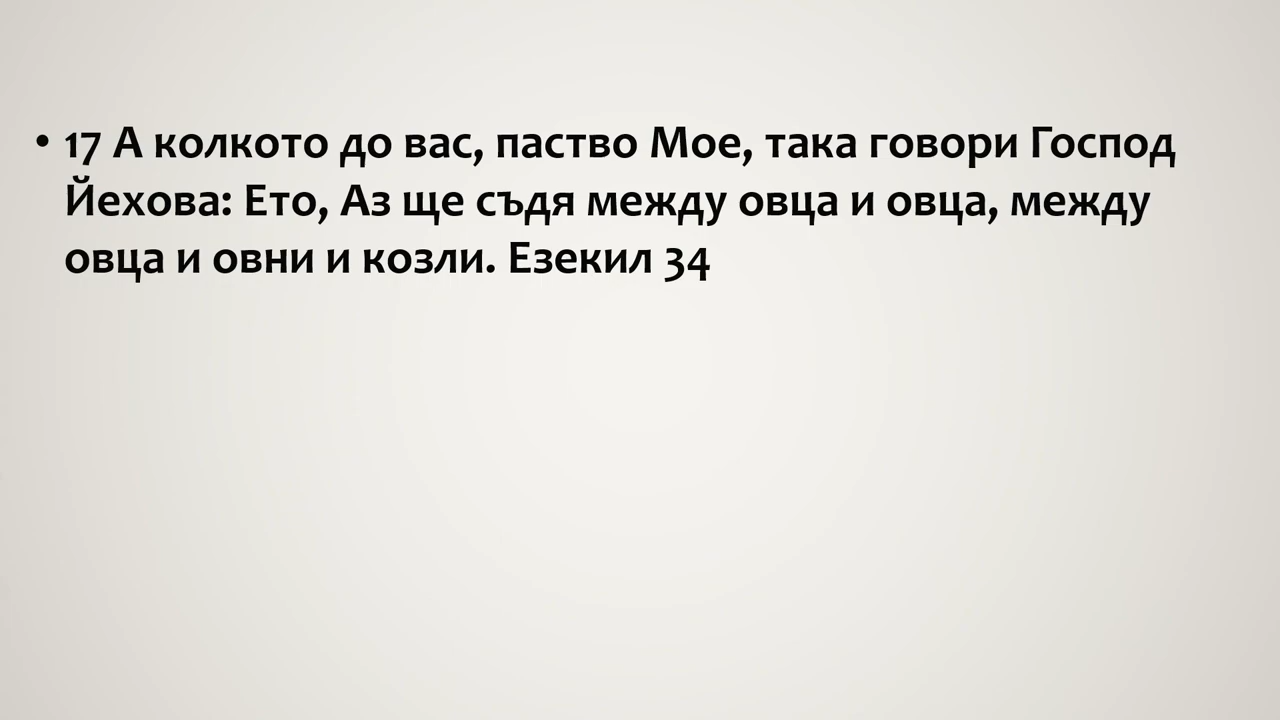 • 17 А колкото до вас, паство Мое, така говори Господ
Йехова: Ето, Аз ще съдя между овца и овца, между
овца и овни и козли. Езекил 34